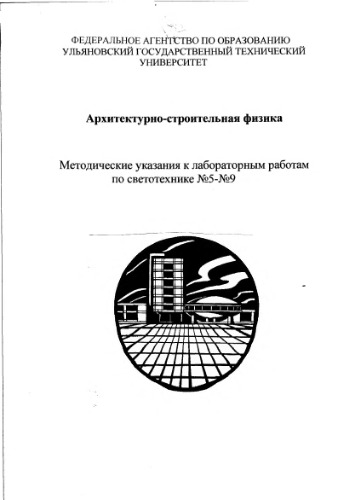 ФЕДЕРАЛЬНОЕ АГЕНТСТВО ПО ОБРАЗОВАНИЮ
УЛЬЯНОВСКИЙ ГОСУДАРСТВЕННЫЙ ТЕХНИЧЕСКИЙ
УНИВЕРСИТЕТ
Архитектурно-строительная физика
Методические указания к лабораторным работам
по светотехнике №5-№9